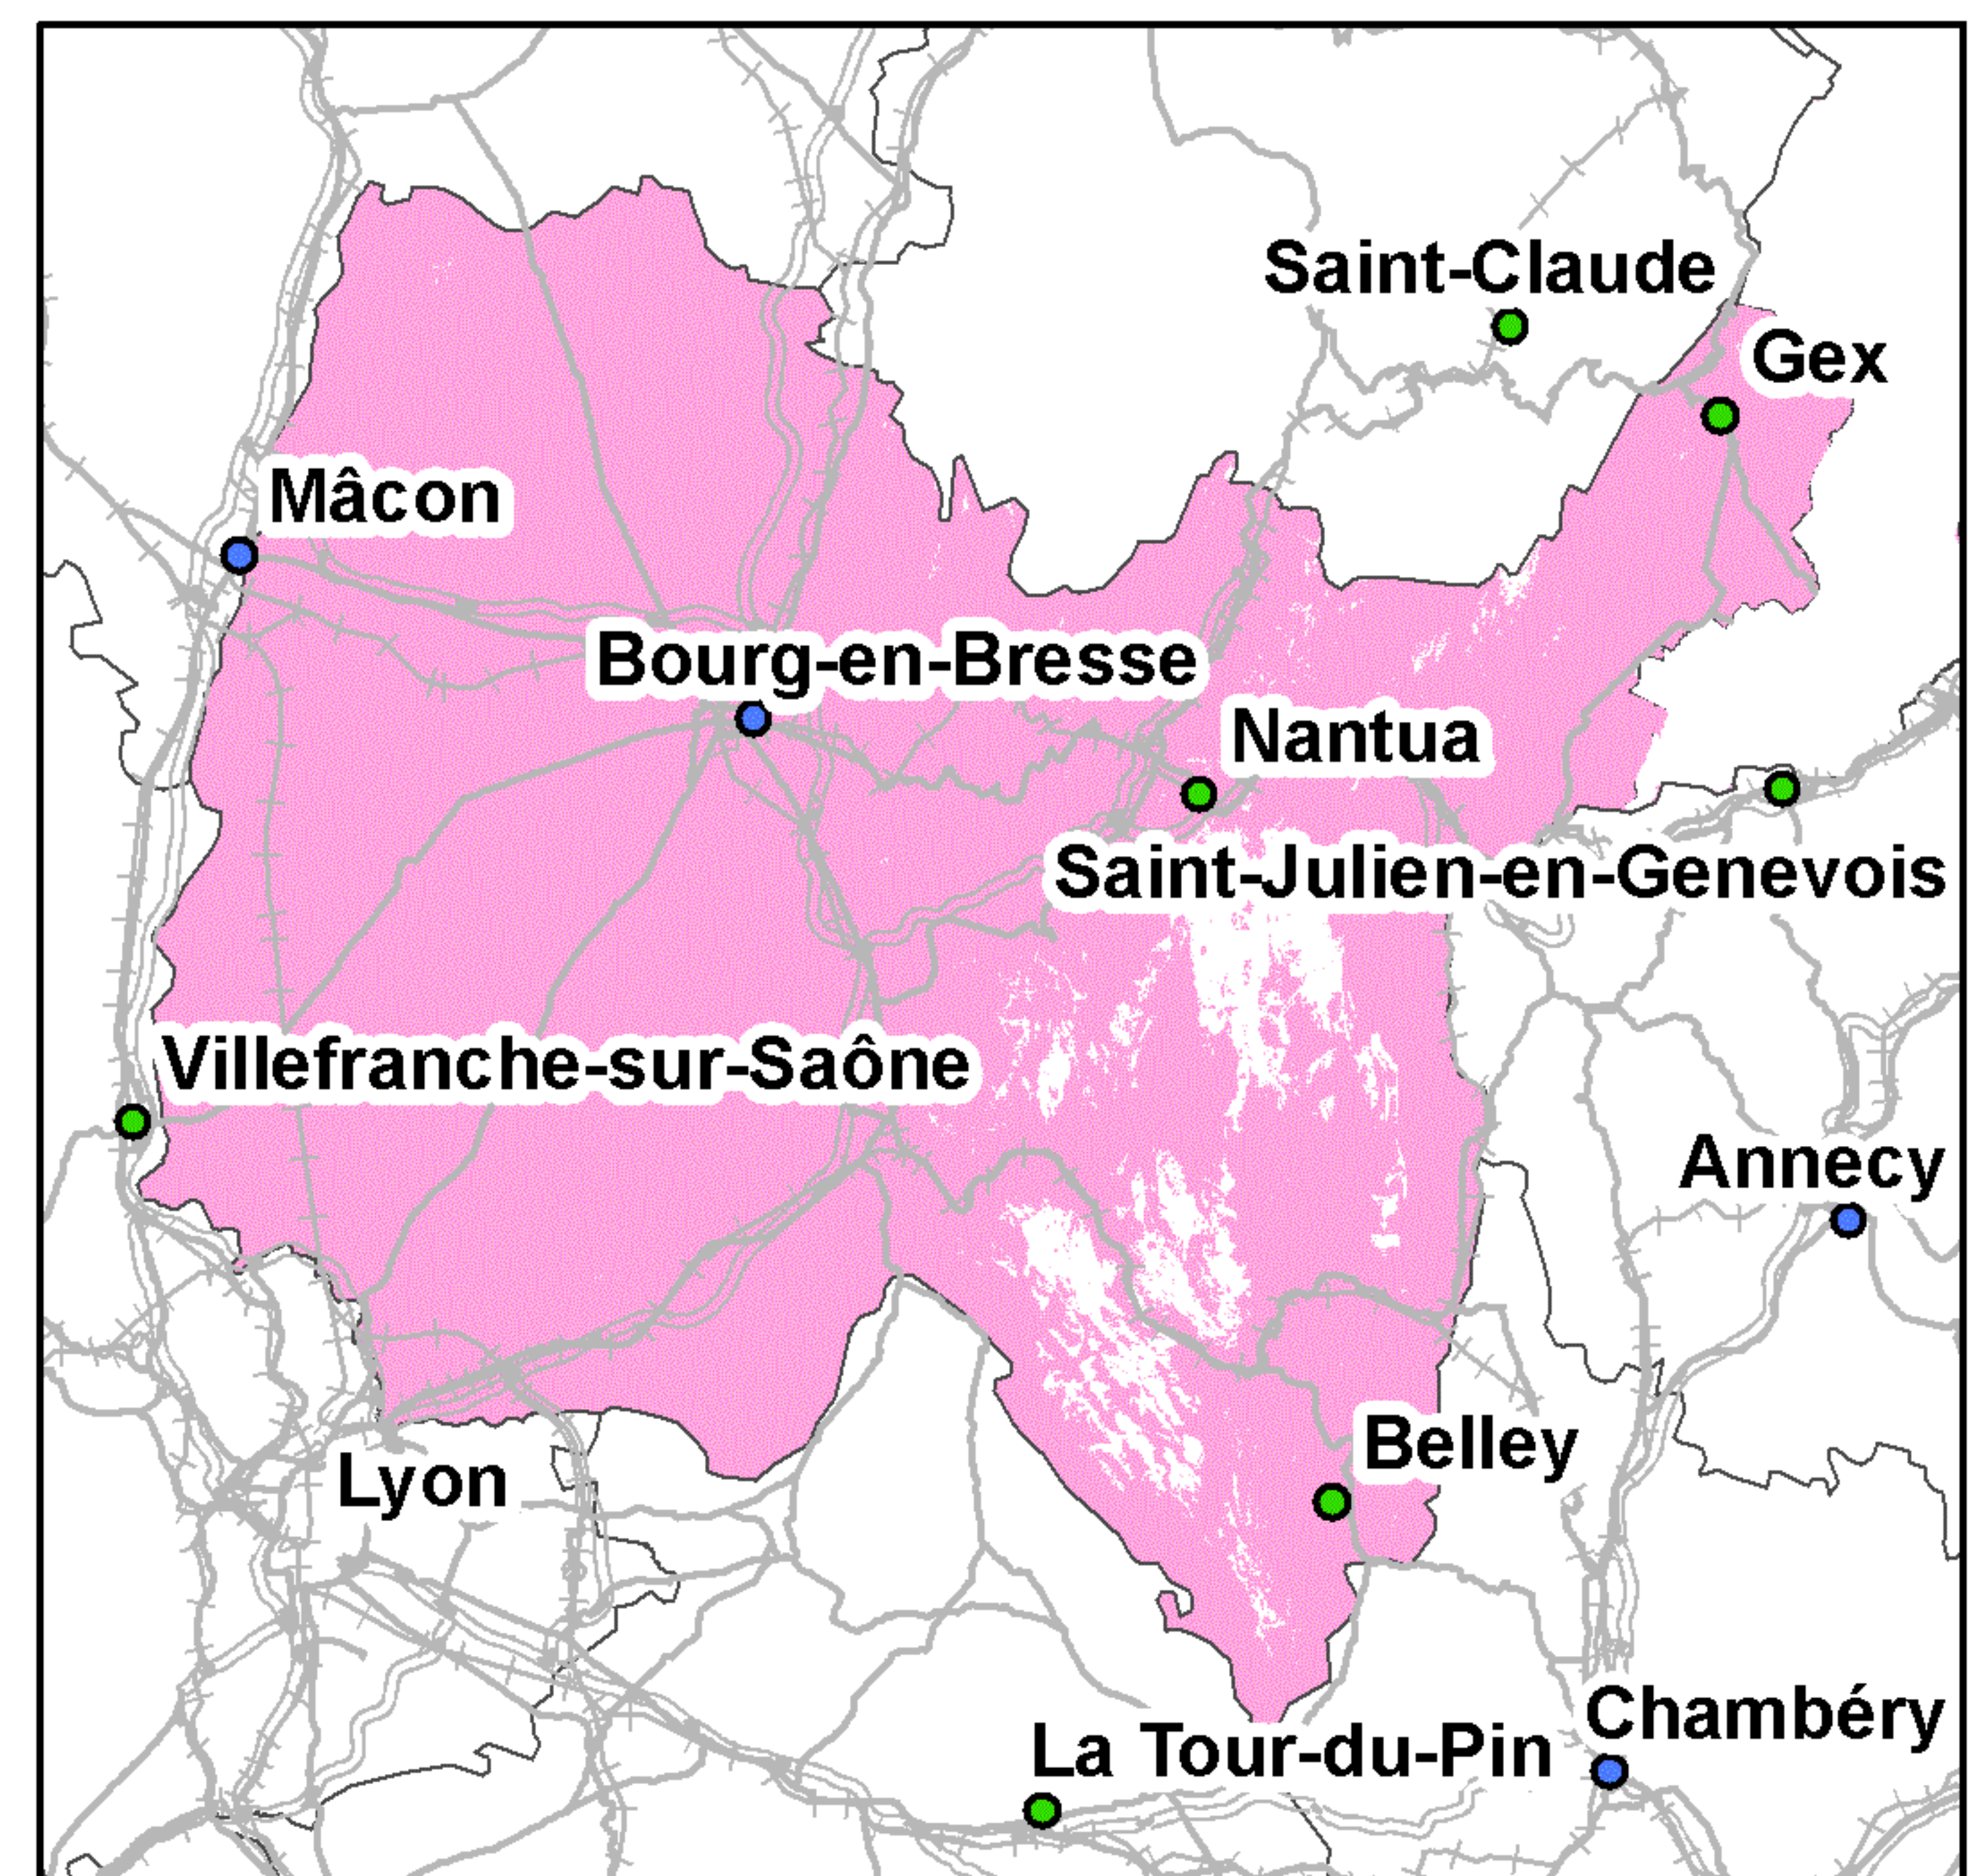 Saint-Claude
Gex
Mâcon
Bourg-en-Bresse
Nantua
Saint-Julien-en-Genevois
Villefranche-sur-Saône
Annecy
Belley
Lyon
Chambéry
La Tour-du-Pin